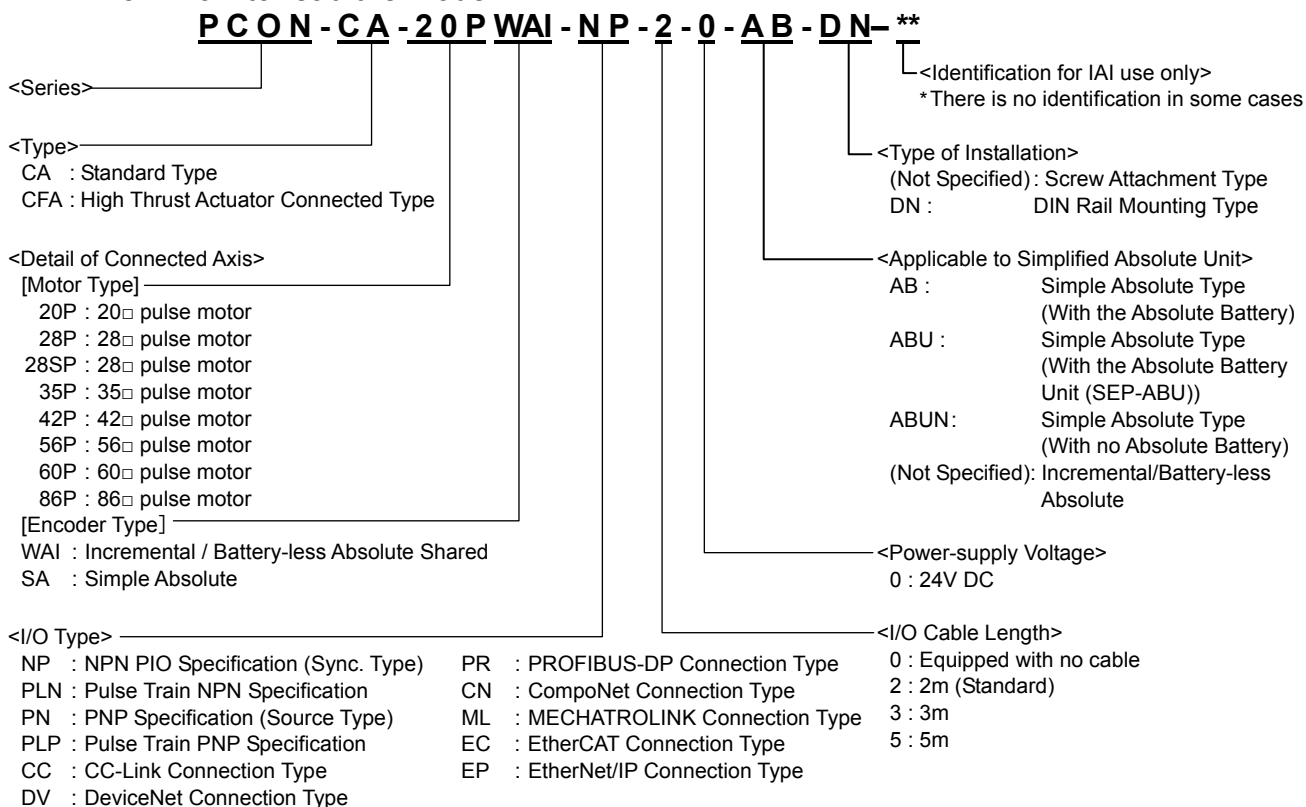 PCON-CA-20PWAI-NP-2-0-AB-DN-**
<Series>
<Type>
CA : Standard Type
CFA : High Thrust Actuator Connected Type
<Detail of Connected Axis>
[Motor Type]
20P : 20□ pulse motor
28P : 28□ pulse motor
28SP : 28□ pulse motor
35P : 35□ pulse motor
42P : 42□ pulse motor
56P : 56□ pulse motor
60P : 60□ pulse motor
86P : 86□ pulse motor
[Encoder Type]
WAI : Incremental / Battery-less Absolute Shared
SA : Simple Absolute
<I/O Type>
NP : NPN PIO Specification (Sync. Type)
PLN : Pulse Train NPN Specification
PN : PNP Specification (Source Type)
PLP : Pulse Train PNP Specification
CC : CC-Link Connection Type
DV : DeviceNet Connection Type
PR : PROFIBUS-DP Connection Type
CN : CompoNet Connection Type
ML : MECHATROLINK Connection Type
EC : EtherCAT Connection Type
EP : EtherNet/IP Connection Type
<Identification for IAI use only>
*There is no identification in some cases
<Type of Installation>
(Not Specified) : Screw Attachment Type
DN : DIN Rail Mounting Type
<Applicable to Simplified Absolute Unit>
AB : Simple Absolute Type
(With the Absolute Battery)
ABU : Simple Absolute Type
(With the Absolute Battery
Unit (SEP-ABU))
ABUN: Simple Absolute Type
(With no Absolute Battery)
(Not Specified): Incremental/Battery-less
Absolute
<Power-supply Voltage>
0 : 24V DC
<I/O Cable Length>
0 : Equipped with no cable
2 : 2m (Standard)
3 : 3m
5 : 5m